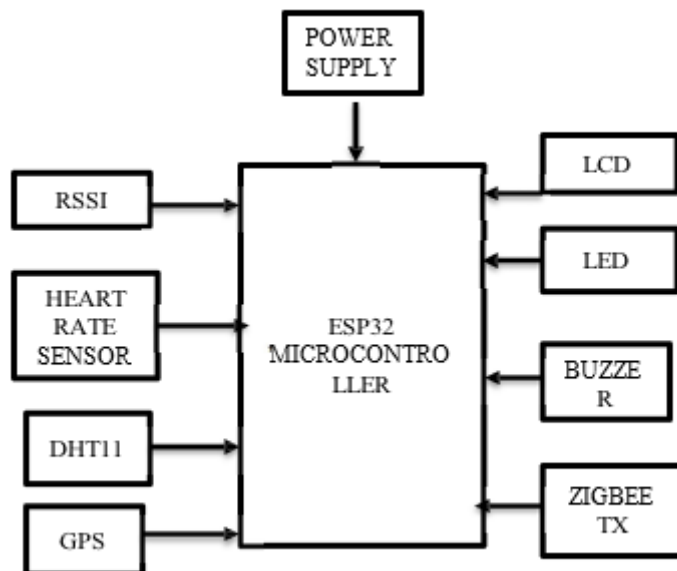 POWER
SUPPLY
RSSI
HEART
RATE
SENSOR
DHT11
GPS
ESP32
MICROCONTRO
LLER
LCD
LED
BUZZE
R
ZIGBEE
TX